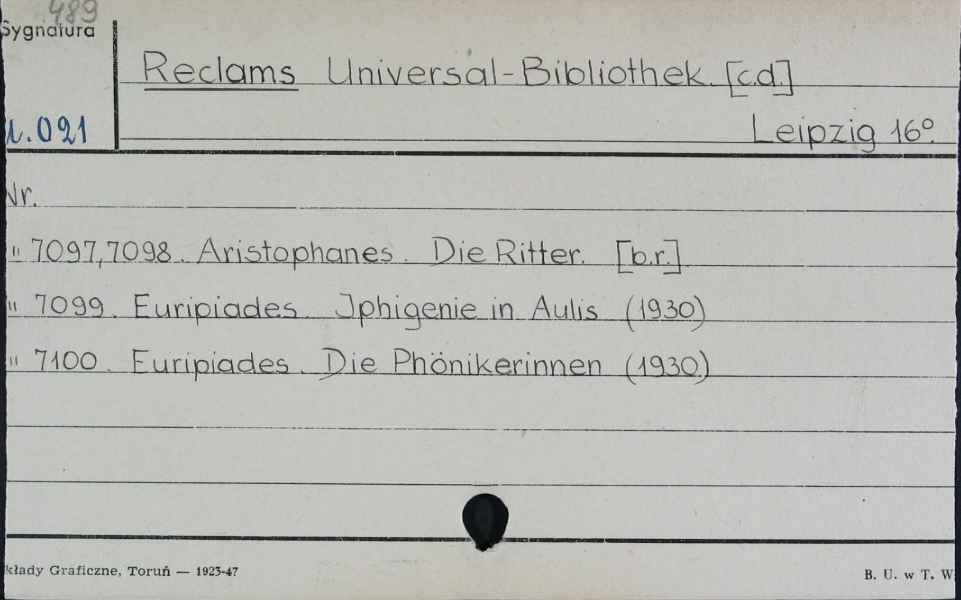 489
Sygnatura
Reclams Universal-Bibliothek. [c.d.]
1.021
Leipzig 16°.
Nr.
" 7097,7098. Aristophanes. Die Ritter. [b.r.]
" 7099. Euripiades. Jphigenie in Aulis (1930)
" 7100. Euripiades. Die Phönikerinnen (1930)
kłady Graficzne, Toruń — 1923-47
B. U. w T. W